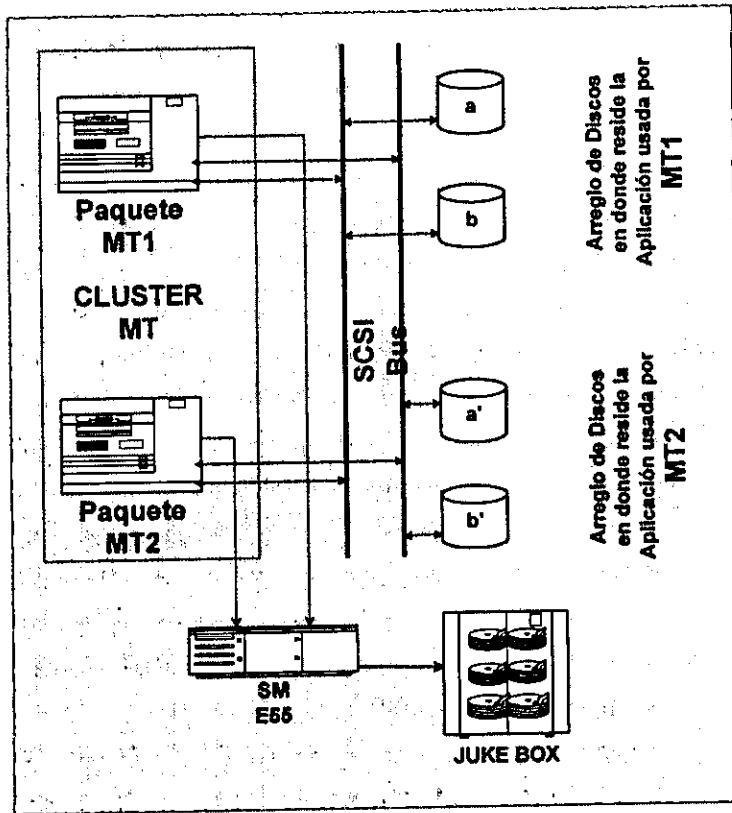 Paquete
MT1
CLUSTER
MT
Paquete
MT2
SCSI
Bus
a
b
a'
b'
Arreglo de Discos
en donde reside la
Aplicación usada por
MT1
Arreglo de Discos
en donde reside la
Aplicación usada por
MT2
SM
E55
JUKE BOX